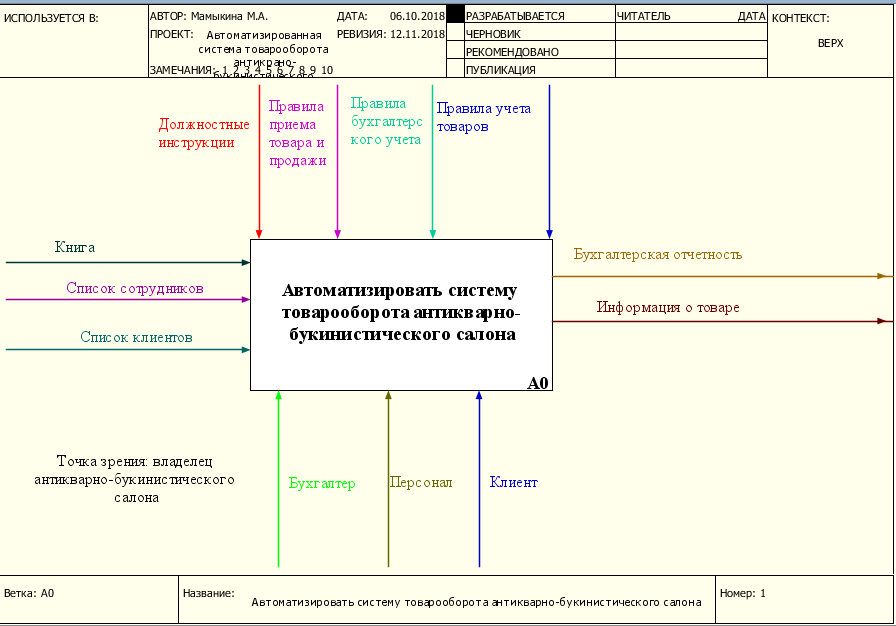 ИСПОЛЬЗУЕТСЯ В:
АВТОР: Мамыкина М.А.
ДАТА: 06.10.2018
ПРОЕКТ: Автоматизированная
система товарооборота
антикрано-
букинистического
РЕВИЗИЯ: 12.11.2018
ЗАМЕЧАНИЯ: 1 2 3 4 5 6 7 8 9 10
РАЗРАБАТЫВАЕТСЯ
ЧЕРНОВИК
РЕКОМЕНДОВАНО
ПУБЛИКАЦИЯ
ЧИТАТЕЛЬ ДАТА
КОНТЕКСТ:
ВЕРХ
Должностные
инструкции
Правила
приема
товара и
продажи
Правила
бухгалтерс
кого учета
Правила учета
товаров
Книга
Список сотрудников
Список клиентов
Автоматизировать систему
товарооборота антикварно-
букинистического салона
A0
Бухгалтерская отчетность
Информация о товаре
Точка зрения: владелец
антикварно-букинистического
салона
Бухгалтер
Персонал
Клиент
Ветка: A0
Название:
Автоматизировать систему товарооборота антикварно-букинистического салона
Номер: 1